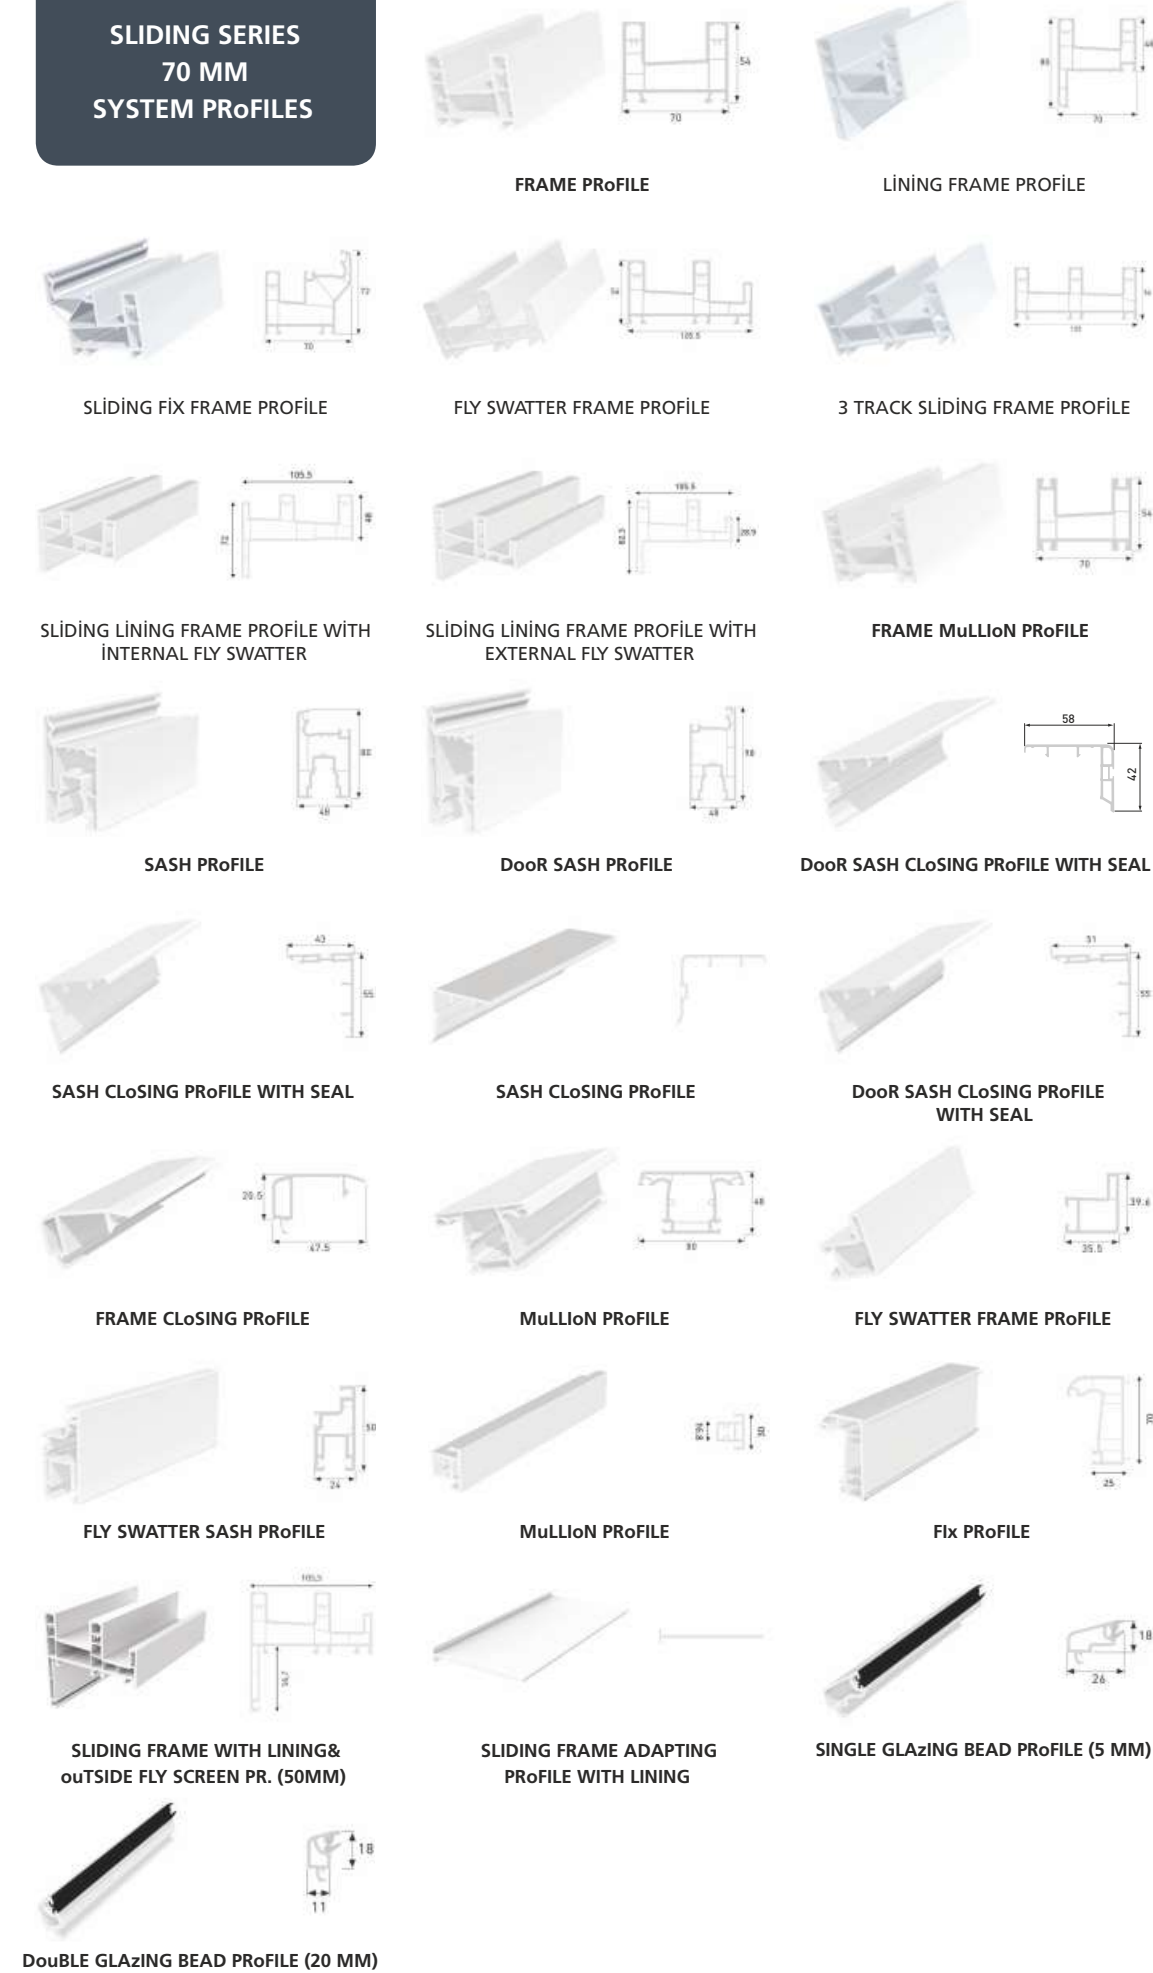 SLIDING SERIES
70 MM
SYSTEM PRoFILES
54
70
FRAME PRoFILE
70
LİNİNG FRAME PROFİLE
72
70
SLİDİNG FİX FRAME PROFİLE
54
105.5
FLY SWATTER FRAME PROFİLE
3 TRACK SLİDİNG FRAME PROFİLE
105.5
72
48
SLİDİNG LİNİNG FRAME PROFİLE WİTH
İNTERNAL FLY SWATTER
105.5
82.5
28.9
SLİDİNG LİNİNG FRAME PROFİLE WİTH
EXTERNAL FLY SWATTER
54
70
FRAME MuLLIoN PRoFILE
80
48
SASH PRoFILE
98
48
DooR SASH PRoFILE
58
42
DooR SASH CLoSING PRoFILE WITH SEAL
43
55
SASH CLoSING PRoFILE WITH SEAL
SASH CLoSING PRoFILE
51
55
DooR SASH CLoSING PRoFILE
WITH SEAL
20.5
47.5
FRAME CLoSING PRoFILE
48
80
MuLLIoN PRoFILE
39.6
35.5
FLY SWATTER FRAME PRoFILE
50
24
FLY SWATTER SASH PRoFILE
30
MuLLIoN PRoFILE
70
25
FIx PRoFILE
105,5
SLIDING FRAME WITH LINING&
ouTSIDE FLY SCREEN PR. (50MM)
SLIDING FRAME ADAPTING
PRoFILE WITH LINING
18
26
SINGLE GLAzING BEAD PRoFILE (5 MM)
18
11
DouBLE GLAzING BEAD PRoFILE (20 MM)